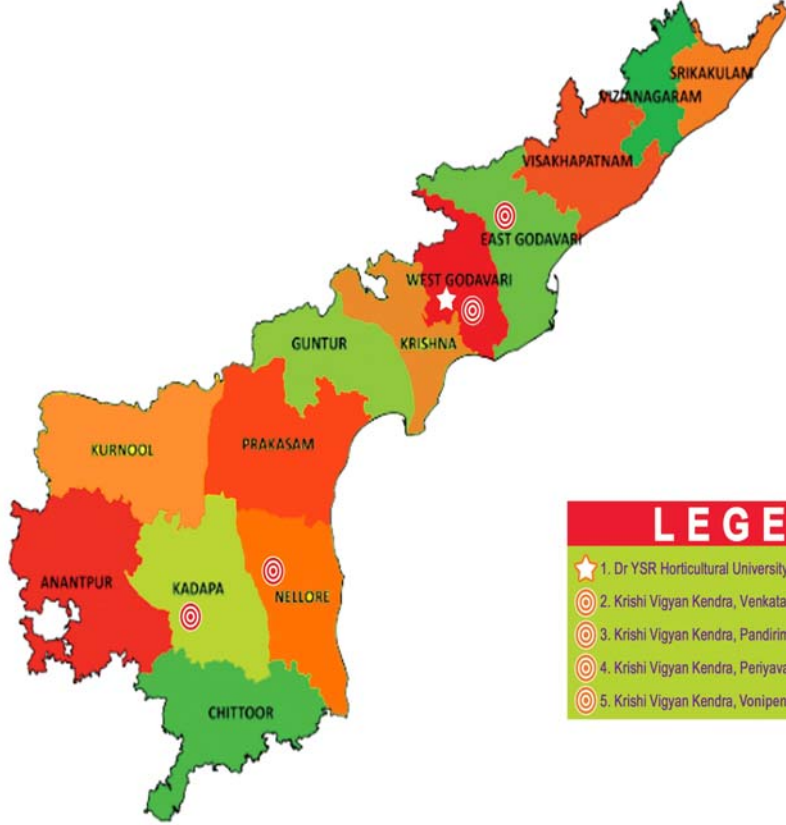 SRIKAKULAM
VIZIANAGARAM
VISAKHAPATNAM
EAST GODAVARI
WEST GODAVARI
GUNTUR
KRISHNA
KURNOOL
PRAKASAM
ANANTPUR
KADAPA
NELLORE
CHITTOOR
LEGE
1. Dr YSR Horticultural University
2. Krishi Vigyan Kendra, Venkata
3. Krishi Vigyan Kendra, Pandirim
4. Krishi Vigyan Kendra, Periyava
5. Krishi Vigyan Kendra, Vonipen